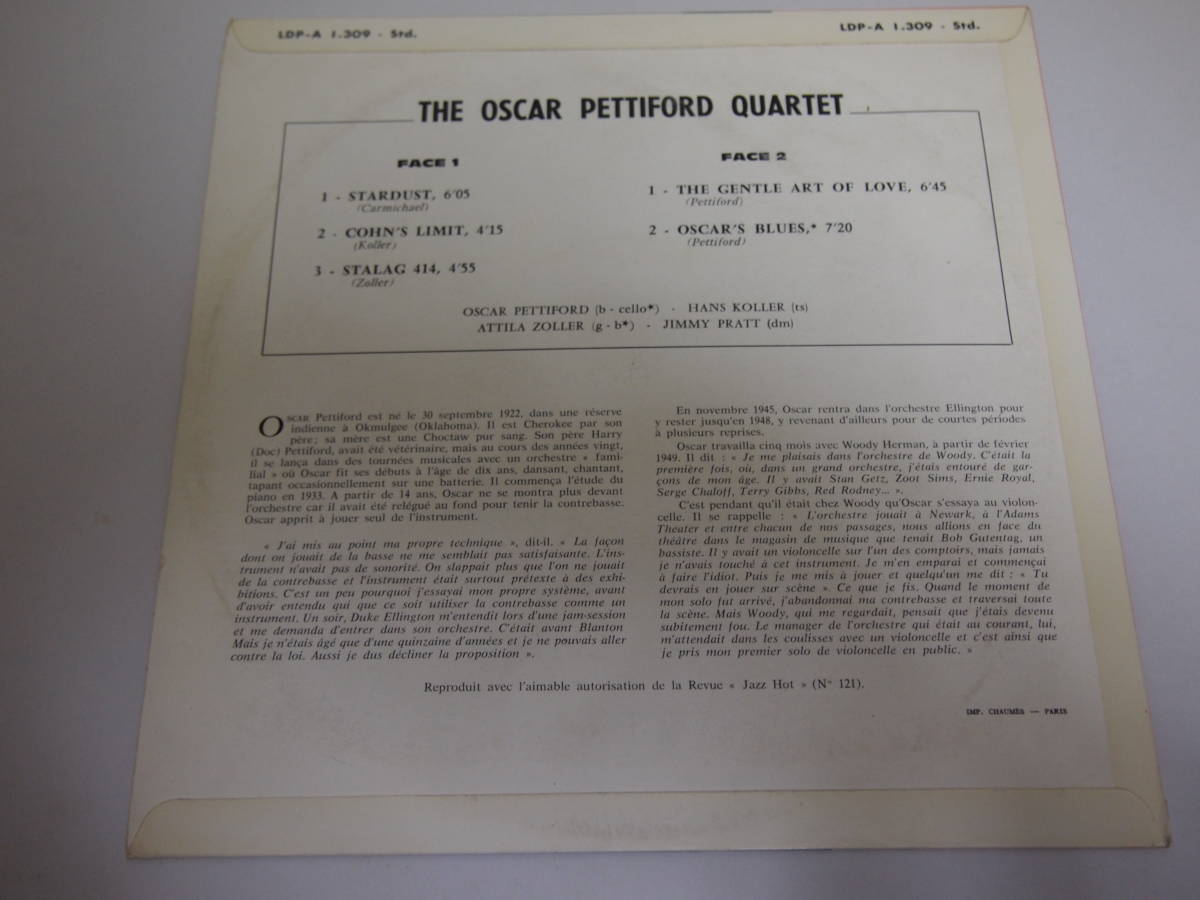 LDP-A 1.309 - Std.
LDP-A 1.309 - Std.
THE OSCAR PETTIFORD QUARTET
FACE 1
1 - STARDUST, 6'05
(Carmichael)
2 - COHN'S LIMIT, 4'15
(Koller)
3 - STALAG 414, 4'55
(Zoller)
FACE 2
1 - THE GENTLE ART OF LOVE, 6'45
(Pettiford)
2 - OSCAR'S BLUES,* 7'20
(Pettiford)
OSCAR PETTIFORD (b - cello*) - HANS KOLLER (ts)
ATTILA ZOLLER (g - b*) - JIMMY PRATT (dm)
OSCAR Pettiford est né le 30 septembre 1922, dans une réserve
indienne à Okmulgee (Oklahoma). Il est Cherokee par son
père; sa mère est une Choctaw pur sang. Son père Harry
(Doc) Pettiford, avait été vétérinaire, mais au cours des années vingt,
il se lança dans des tournées musicales avec un orchestre « fami-
lial » où Oscar fit ses débuts à l'âge de dix ans, dansant, chantant,
tapant occasionnellement sur une batterie. Il commença l'étude du
piano en 1933. A partir de 14 ans, Oscar ne se montra plus devant
l'orchestre car il avait été relégué au fond pour tenir la contrebasse.
Oscar apprit à jouer seul de l'instrument.
« J'ai mis au point ma propre technique », dit-il. « La façon
dont on jouait de la basse ne me semblait pas satisfaisante. L'ins-
trument n'avait pas de sonorité. On slappait plus que l'on ne jouait
de la contrebasse et l'instrument était surtout prétexte à des exhi-
bitions. C'est un peu pourquoi j'essayai mon propre système, avant
d'avoir entendu qui que ce soit utiliser la contrebasse comme un
instrument. Un soir, Duke Ellington m'entendit lors d'une jam-session
et me demanda d'entrer dans son orchestre. C'était avant Blanton
Mais je n'étais âgé que d'une quinzaine d'années et je ne pouvais aller
contre la loi. Aussi je dus décliner la proposition ».
En novembre 1945, Oscar rentra dans l'orchestre Ellington pour
y rester jusqu'en 1948, y revenant d'ailleurs pour de courtes périodes
à plusieurs reprises.
Oscar travailla cinq mois avec Woody Herman, à partir de février
1949. Il dit : « Je me plaisais dans l'orchestre de Woody. C'était la
première fois, où, dans un grand orchestre, j'étais entouré de gar-
çons de mon âge. Il y avait Stan Getz, Zoot Sims, Ernie Royal,
Serge Chaloff, Terry Gibbs, Red Rodney... ».
C'est pendant qu'il était chez Woody qu'Oscar s'essaya au violon-
celle. Il se rappelle : « L'orchestre jouait à Newark, à l'Adams
Theater et entre chacun de nos passages, nous allions en face du
théâtre dans le magasin de musique que tenait Bob Gutentag, un
bassiste. Il y avait un violoncelle sur l'un des comptoirs, mais jamais
je n'avais touché à cet instrument. Je m'en emparai et commençai
à faire l'idiot. Puis je me mis à jouer et quelqu'un me dit : « Tu
devrais en jouer sur scène ». Ce que je fis. Quand le moment de
mon solo fut arrivé, j'abandonnai ma contrebasse et traversai toute
la scène. Mais Woody, qui me regardait, pensait que j'étais devenu
subitement fou. Le manager de l'orchestre qui était au courant, lui,
m'attendait dans les coulisses avec un violoncelle et c'est ainsi que
je pris mon premier solo de violoncelle en public. »
Reproduit avec l'aimable autorisation de la Revue « Jazz Hot » (N° 121).
IMP. CHAUMÈS — PARIS